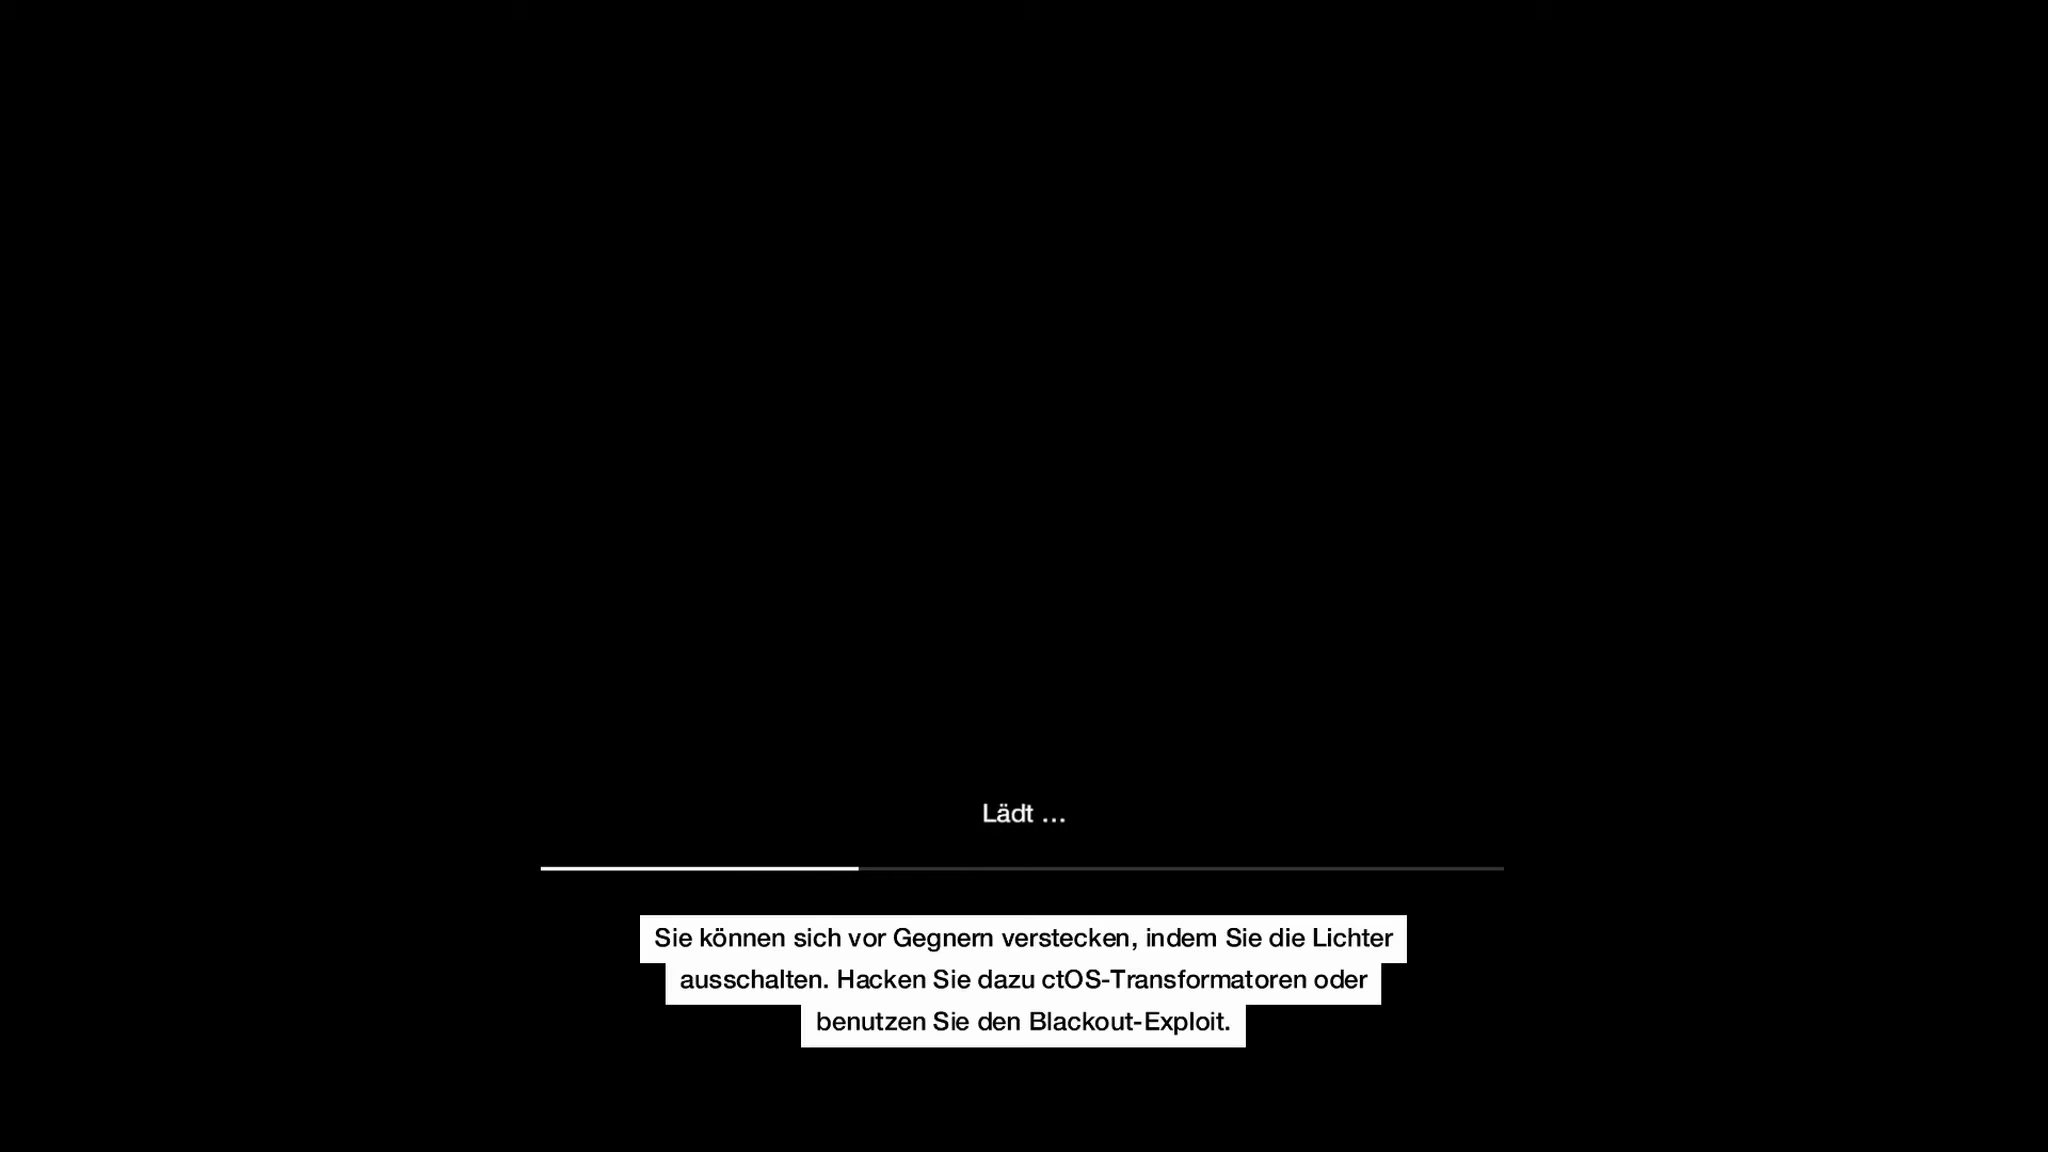 Lädt ...
Sie können sich vor Gegnern verstecken, indem Sie die Lichter
ausschalten. Hacken Sie dazu ctOS-Transformatoren oder
benutzen Sie den Blackout-Exploit.